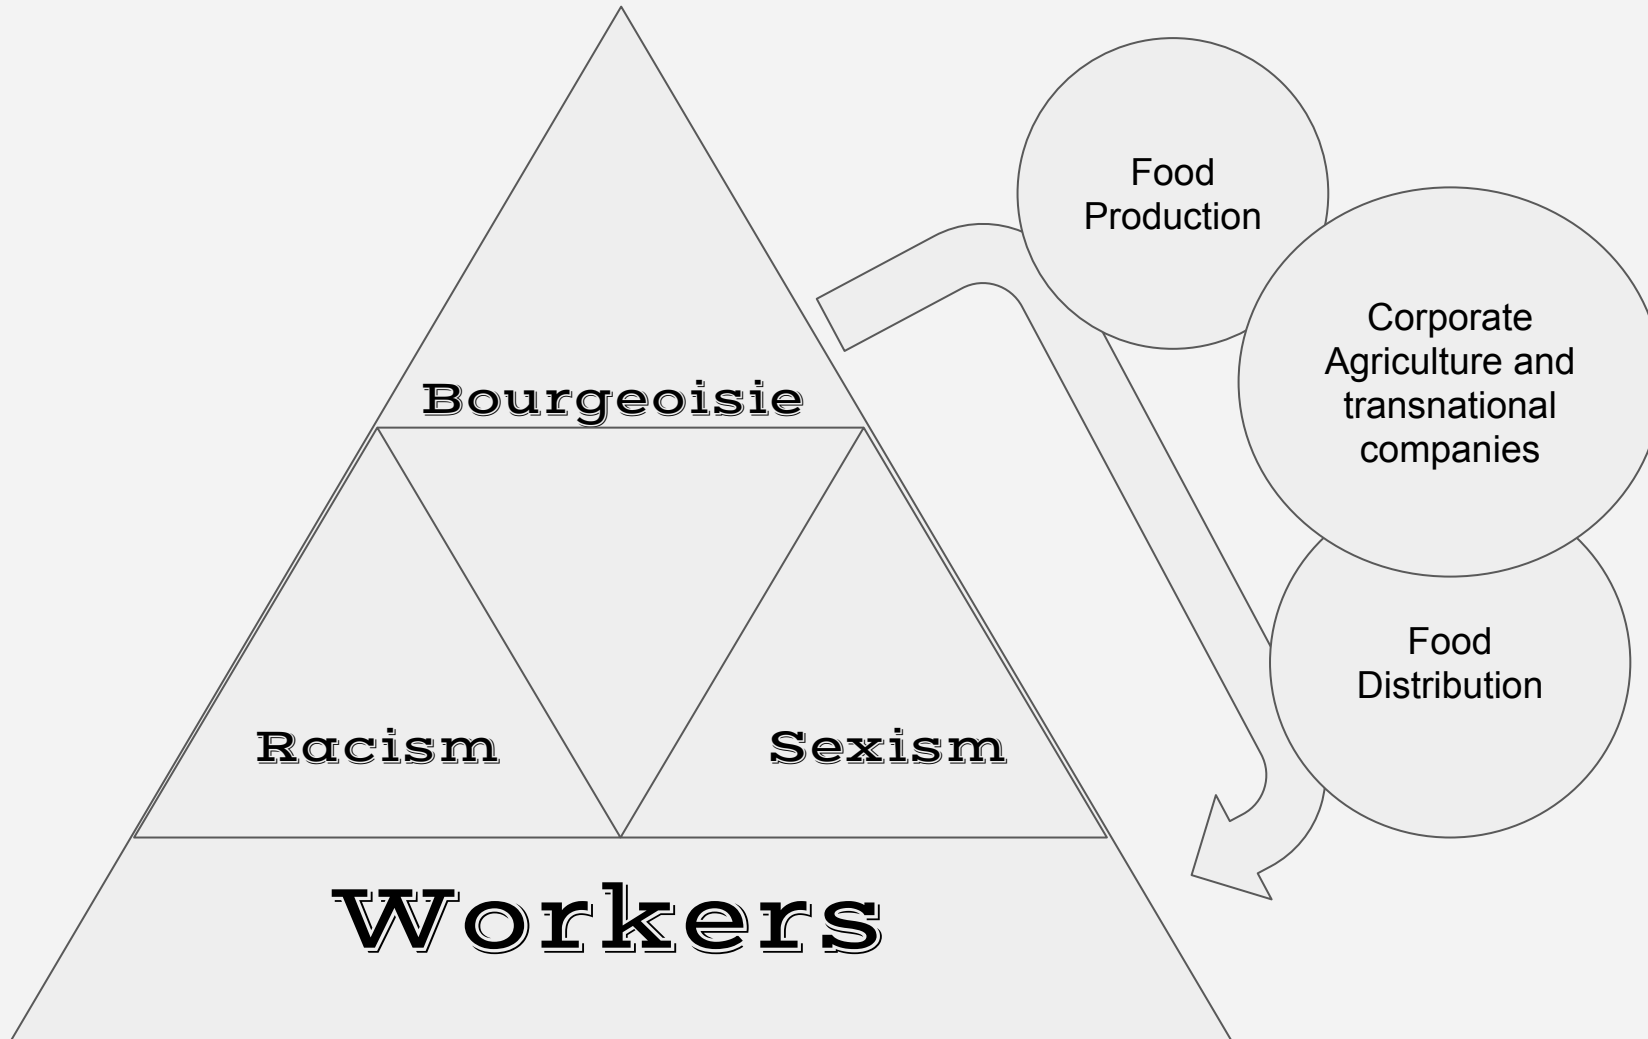 Bourgeoisie
Racism
Sexism
Workers
Food
Production
Corporate
Agriculture and
transnational
companies
Food
Distribution